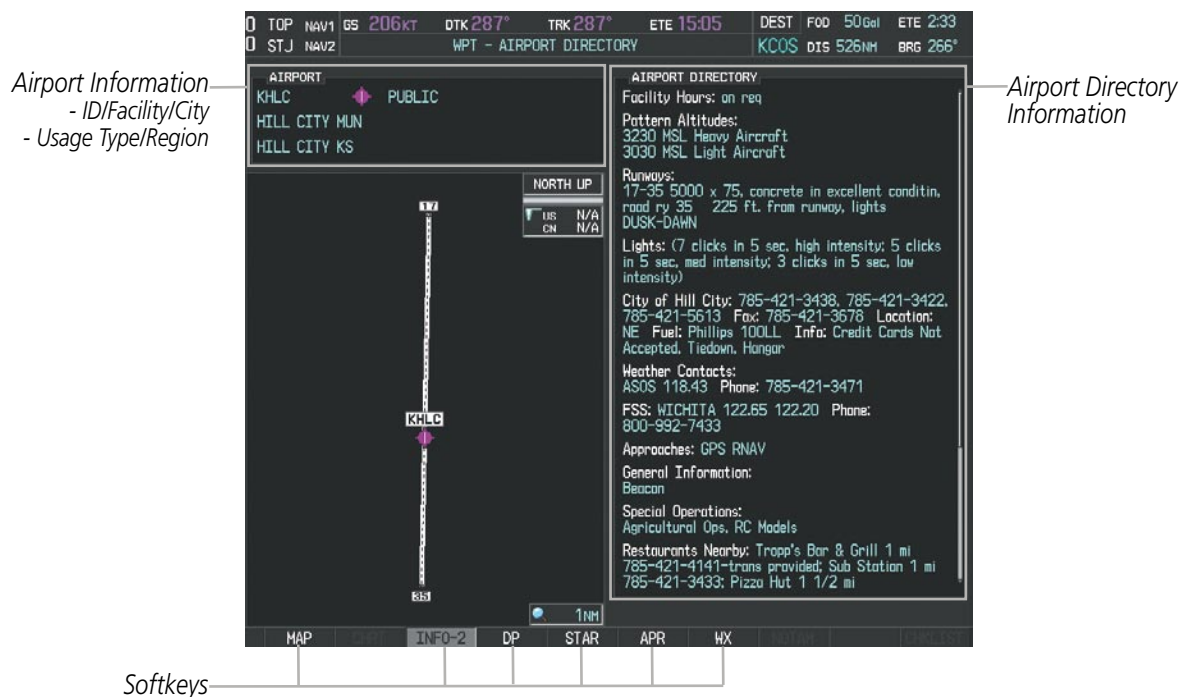 0 TOP NAV1 GS 206KT DTK 287° TRK 287° ETE 15:05 DEST FOD 50Gal ETE 2:33
0 STJ NAV2 WPT - AIRPORT DIRECTORY KCOS DIS 526NM BRG 266°
Airport Information
- ID/Facility/City
- Usage Type/Region
AIRPORT
KHLC PUBLIC
HILL CITY MUN
HILL CITY KS
NORTH UP
US N/A
CN N/A
17
KHLC
35
1NM
AIRPORT DIRECTORY
Facility Hours: on req
Pattern Altitudes:
3230 MSL Heavy Aircraft
3030 MSL Light Aircraft
Runways:
17-35 5000 x 75, concrete in excellent conditin,
road ry 35 225 ft. from runway, lights
DUSK-DAWN
Lights: (7 clicks in 5 sec, high intensity; 5 clicks
in 5 sec, med intensity; 3 clicks in 5 sec, low
intensity)
City of Hill City: 785-421-3438, 785-421-3422,
785-421-5613 Fax: 785-421-3678 Location:
NE Fuel: Phillips 100LL Info: Credit Cards Not
Accepted, Tiedown, Hangar
Weather Contacts:
ASOS 118.43 Phone: 785-421-3471
FSS: WICHITA 122.65 122.20 Phone:
800-992-7433
Approaches: GPS RNAV
General Information:
Beacon
Special Operations:
Agricultural Ops, RC Models
Restaurants Nearby: Tropp's Bar & Grill 1 mi
785-421-4141-trans provided; Sub Station 1 mi
785-421-3433; Pizza Hut 1 1/2 mi
Airport Directory
Information
MAP CHRT INFO-2 DP STAR APR WX NOTAM CHKLIST
Softkeys